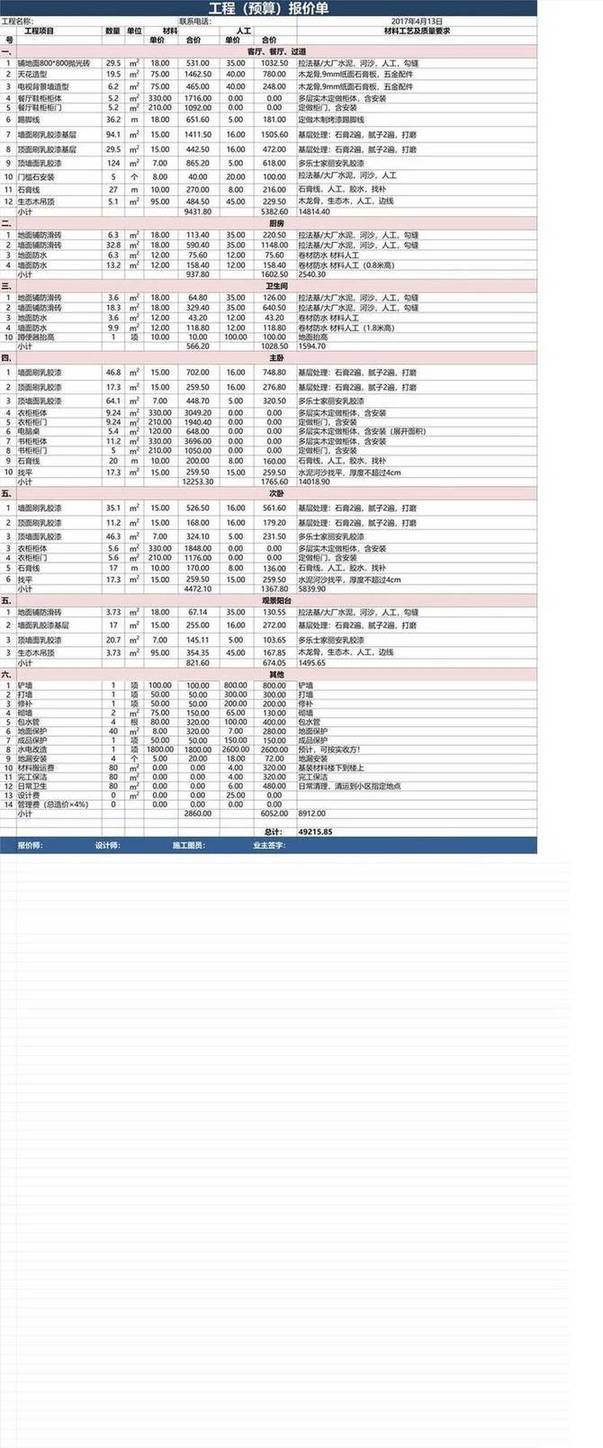 工程（预算）报价单
工程名称： 联系电话： 2017年4月13日
工程项目 数量 单位 材料 人工 材料工艺及质量要求
号 单价 合价 单价 合价
一、 客厅、餐厅、过道
1 铺地面800*800抛光砖 29.5 m² 18.00 531.00 35.00 1032.50 拉法基/大厂水泥，河沙，人工，勾缝
2 天花造型 19.5 m² 75.00 1462.50 40.00 780.00 木龙骨,9mm纸面石膏板，五金配件
3 电视背景墙造型 6.2 m² 75.00 465.00 40.00 248.00 木龙骨,9mm纸面石膏板，五金配件
4 餐厅鞋柜柜体 5.2 m² 330.00 1716.00 0.00 0.00 多层实木定做柜体，含安装
5 餐厅鞋柜柜门 5.2 m² 210.00 1092.00 0.00 0.00 定做柜门，含安装
6 踢脚线 36.2 m 18.00 651.60 5.00 181.00 定做木制烤漆踢脚线
7 墙面刷乳胶漆基层 94.1 m² 15.00 1411.50 16.00 1505.60 基层处理：石膏2遍，腻子2遍，打磨
8 顶面刷乳胶漆基层 29.5 m² 15.00 442.50 16.00 472.00 基层处理：石膏2遍，腻子2遍，打磨
9 顶墙面乳胶漆 124 m² 7.00 865.20 5.00 618.00 多乐士家丽安乳胶漆
10 门槛石安装 5 个 8.00 40.00 20.00 100.00 拉法基/大厂水泥，河沙，人工
11 石膏线 27 m 10.00 270.00 8.00 216.00 石膏线，人工，胶水，找补
12 生态木吊顶 5.1 m² 95.00 484.50 45.00 229.50 木龙骨，生态木，人工，边线
小计 9431.80 5382.60 14814.40
二、 厨房
1 地面铺防滑砖 6.3 m² 18.00 113.40 35.00 220.50 拉法基/大厂水泥，河沙，人工，勾缝
2 墙面铺防滑砖 32.8 m² 18.00 590.40 35.00 1148.00 拉法基/大厂水泥，河沙，人工，勾缝
3 地面防水 6.3 m² 12.00 75.60 12.00 75.60 卷材防水 材料人工
4 墙面防水 13.2 m² 12.00 158.40 12.00 158.40 卷材防水 材料人工（0.8米高）
小计 937.80 1602.50 2540.30
三、 卫生间
1 地面铺防滑砖 3.6 m² 18.00 64.80 35.00 126.00 拉法基/大厂水泥，河沙，人工，勾缝
2 墙面铺防滑砖 18.3 m² 18.00 329.40 35.00 640.50 拉法基/大厂水泥，河沙，人工，勾缝
3 地面防水 3.6 m² 12.00 43.20 12.00 43.20 卷材防水 材料人工
4 墙面防水 9.9 m² 12.00 118.80 12.00 118.80 卷材防水 材料人工（1.8米高）
10 蹲便器抬高 1 项 10.00 10.00 100.00 100.00 地面抬高
小计 566.20 1028.50 1594.70
四、 主卧
1 墙面刷乳胶漆 46.8 m² 15.00 702.00 16.00 748.80 基层处理：石膏2遍，腻子2遍，打磨
2 顶面刷乳胶漆 17.3 m² 15.00 259.50 16.00 276.80 基层处理：石膏2遍，腻子2遍，打磨
3 顶墙面乳胶漆 64.1 m² 7.00 448.70 5.00 320.50 多乐士家丽安乳胶漆
4 衣柜柜体 9.24 m² 330.00 3049.20 0.00 0.00 多层实木定做柜体，含安装
5 衣柜柜门 9.24 m² 210.00 1940.40 0.00 0.00 定做柜门，含安装
6 电脑桌 5.4 m² 120.00 648.00 0.00 0.00 多层实木定做柜体，含安装（展开面积）
7 书柜柜体 11.2 m² 330.00 3696.00 0.00 0.00 多层实木定做柜体，含安装
8 书柜柜门 5 m² 210.00 1050.00 0.00 0.00 定做柜门，含安装
9 石膏线 20 m 10.00 200.00 8.00 160.00 石膏线，人工，胶水，找补
10 找平 17.3 m² 15.00 259.50 15.00 259.50 水泥河沙找平，厚度不超过4cm
小计 12253.30 1765.60 14018.90
五、 次卧
1 墙面刷乳胶漆 35.1 m² 15.00 526.50 16.00 561.60 基层处理：石膏2遍，腻子2遍，打磨
2 顶面刷乳胶漆 11.2 m² 15.00 168.00 16.00 179.20 基层处理：石膏2遍，腻子2遍，打磨
3 顶墙面乳胶漆 46.3 m² 7.00 324.10 5.00 231.50 多乐士家丽安乳胶漆
3 衣柜柜体 5.6 m² 330.00 1848.00 0.00 0.00 多层实木定做柜体，含安装
4 衣柜柜门 5.6 m² 210.00 1176.00 0.00 0.00 定做柜门，含安装
5 石膏线 17 m 10.00 170.00 8.00 136.00 石膏线，人工，胶水，找补
6 找平 17.3 m² 15.00 259.50 15.00 259.50 水泥河沙找平，厚度不超过4cm
小计 4472.10 1367.80 5839.90
五、 观景阳台
1 地面铺防滑砖 3.73 m² 18.00 67.14 35.00 130.55 拉法基/大厂水泥，河沙，人工，勾缝
2 墙面乳胶漆基层 17 m² 15.00 255.00 16.00 272.00 基层处理：石膏2遍，腻子2遍，打磨
3 顶墙面乳胶漆 20.7 m² 7.00 145.11 5.00 103.65 多乐士家丽安乳胶漆
3 生态木吊顶 3.73 m² 95.00 354.35 45.00 167.85 木龙骨，生态木，人工，边线
小计 821.60 674.05 1495.65
六、 其他
1 铲墙 1 项 100.00 100.00 800.00 800.00 铲墙
2 打墙 1 项 50.00 50.00 300.00 300.00 打墙
3 修补 1 项 50.00 50.00 200.00 200.00 修补
4 砌墙 2 m² 75.00 150.00 65.00 130.00 砌墙
5 包水管 4 根 80.00 320.00 100.00 400.00 包水管
6 地面保护 40 m² 8.00 320.00 7.00 280.00 地面保护
7 成品保护 1 项 50.00 50.00 150.00 150.00 成品保护
8 水电改造 1 项 1800.00 1800.00 2600.00 2600.00 预计，可按实收方！
9 地漏安装 4 个 5.00 20.00 18.00 72.00 地漏安装
10 材料搬运费 80 m² 0.00 0.00 4.00 320.00 基装材料楼下到楼上
11 完工保洁 80 m² 0.00 0.00 4.00 320.00 完工保洁
12 日常卫生 80 m² 0.00 0.00 6.00 480.00 日常清理，清运到小区指定地点
13 设计费 0 m² 0.00 0.00 25.00 0.00
14 管理费（总造价×4%） 0 0.00 0.00 0.00 0.00
小计 2860.00 6052.00 8912.00
总计： 49215.85
报价师： 设计师： 施工图员： 业主签字：